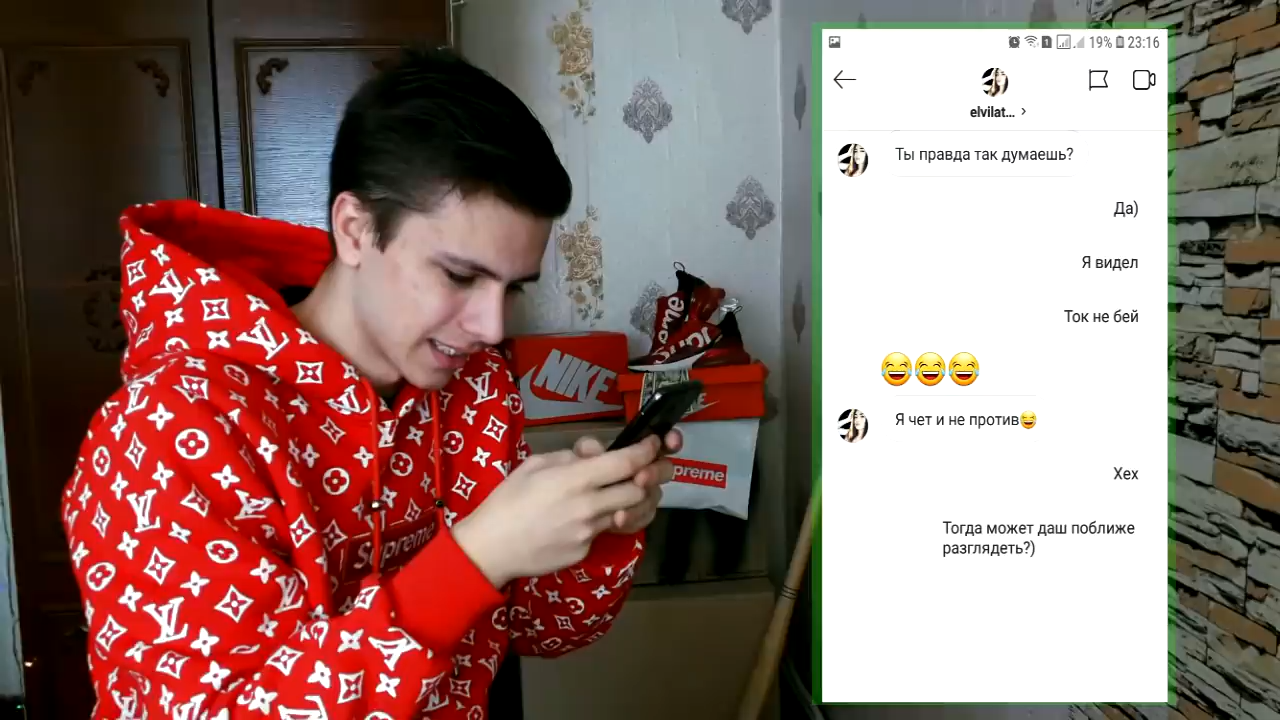 19% 23:16
elvilat... >
Ты правда так думаешь?
Да)
Я видел
Ток не бей
Я чет и не против
Хех
Тогда может даш поближе
разглядеть?)
NIKE
Supreme
preme